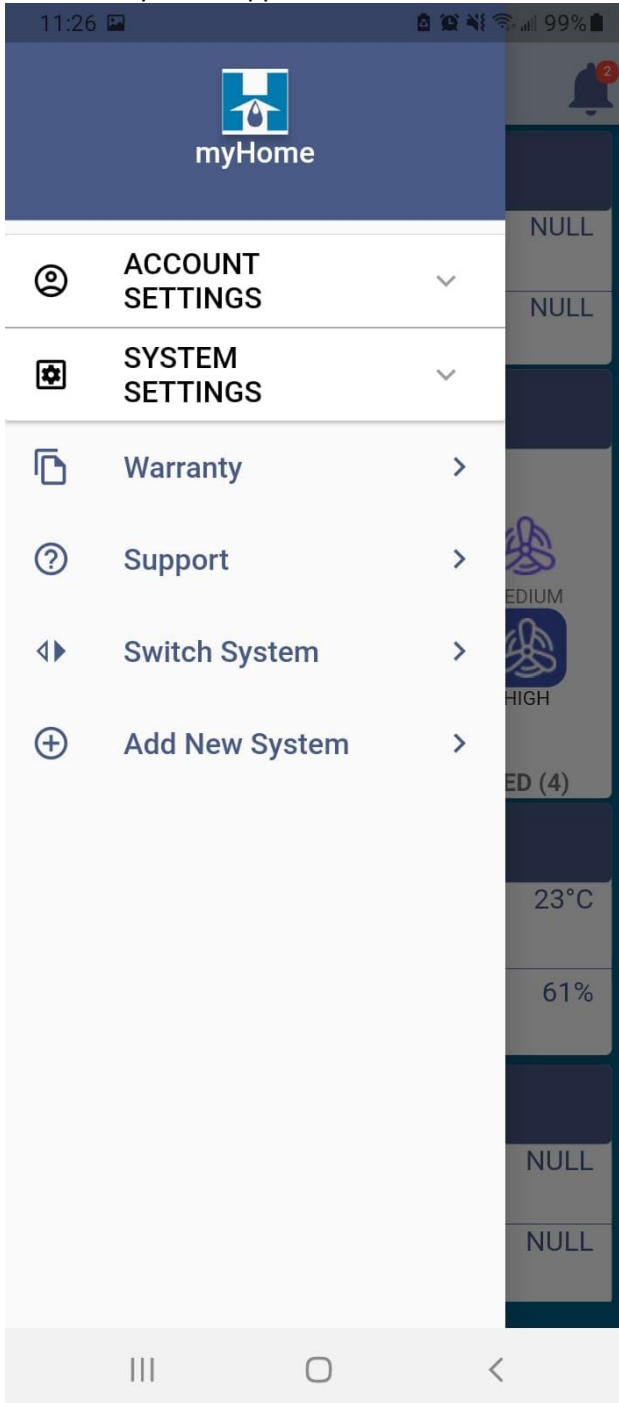 11:26
99%
2
myHome
NULL
ACCOUNT
SETTINGS
NULL
SYSTEM
SETTINGS
Warranty
Support
EDIUM
Switch System
HIGH
Add New System
ED (4)
23°C
61%
NULL
NULL